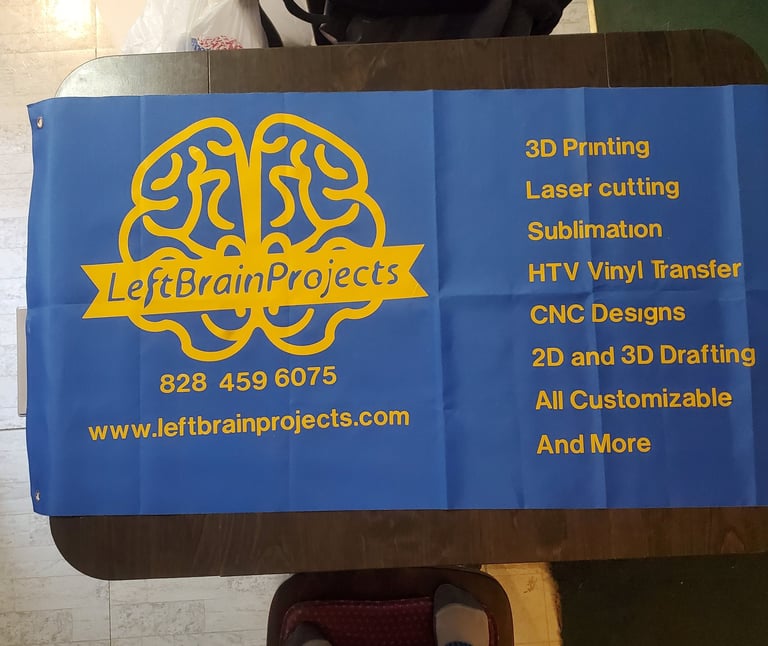 LeftBrainProjects
828 459 6075
www.leftbrainprojects.com
3D Printing
Laser cutting
Sublimation
HTV Vinyl Transfer
CNC Designs
2D and 3D Drafting
All Customizable
And More